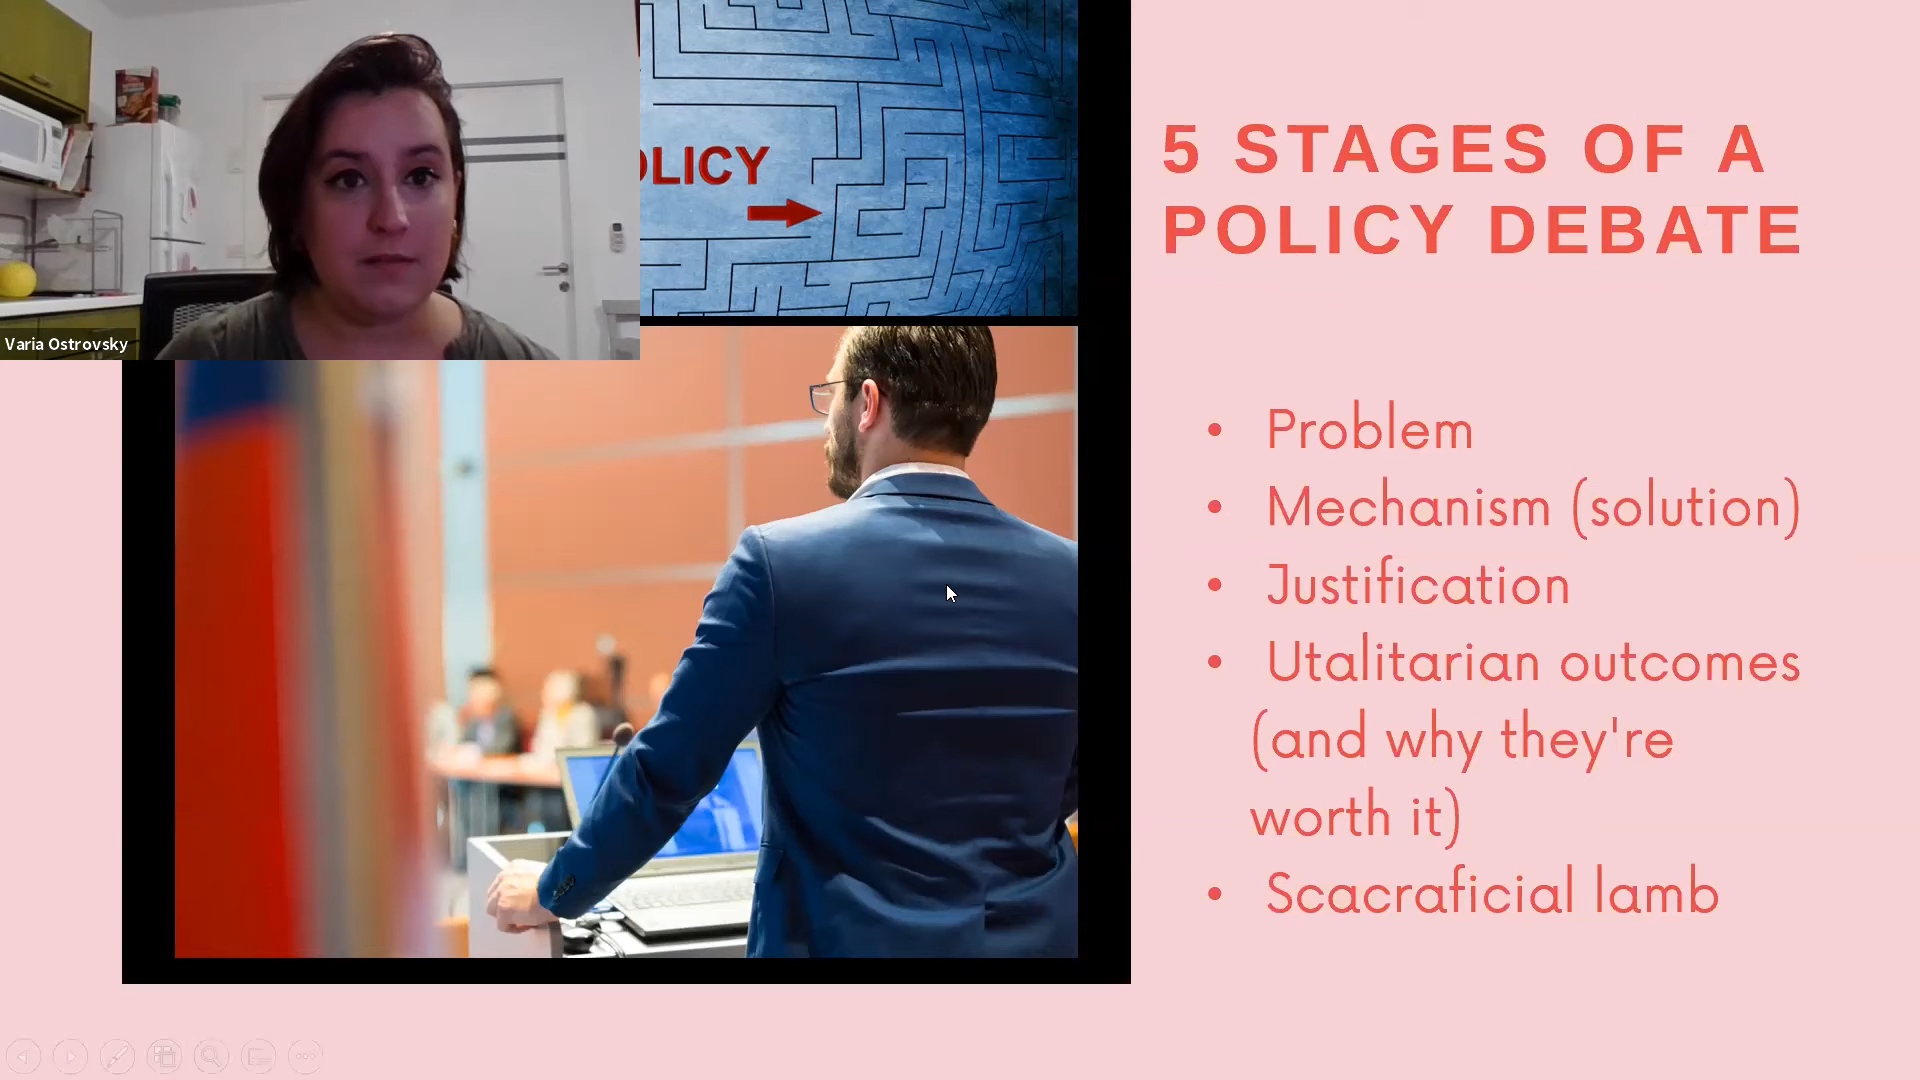 OLICY
Varia Ostrovsky
5 STAGES OF A
POLICY DEBATE
• Problem
• Mechanism (solution)
• Justification
• Utalitarian outcomes
(and why they're
worth it)
• Scacraficial lamb